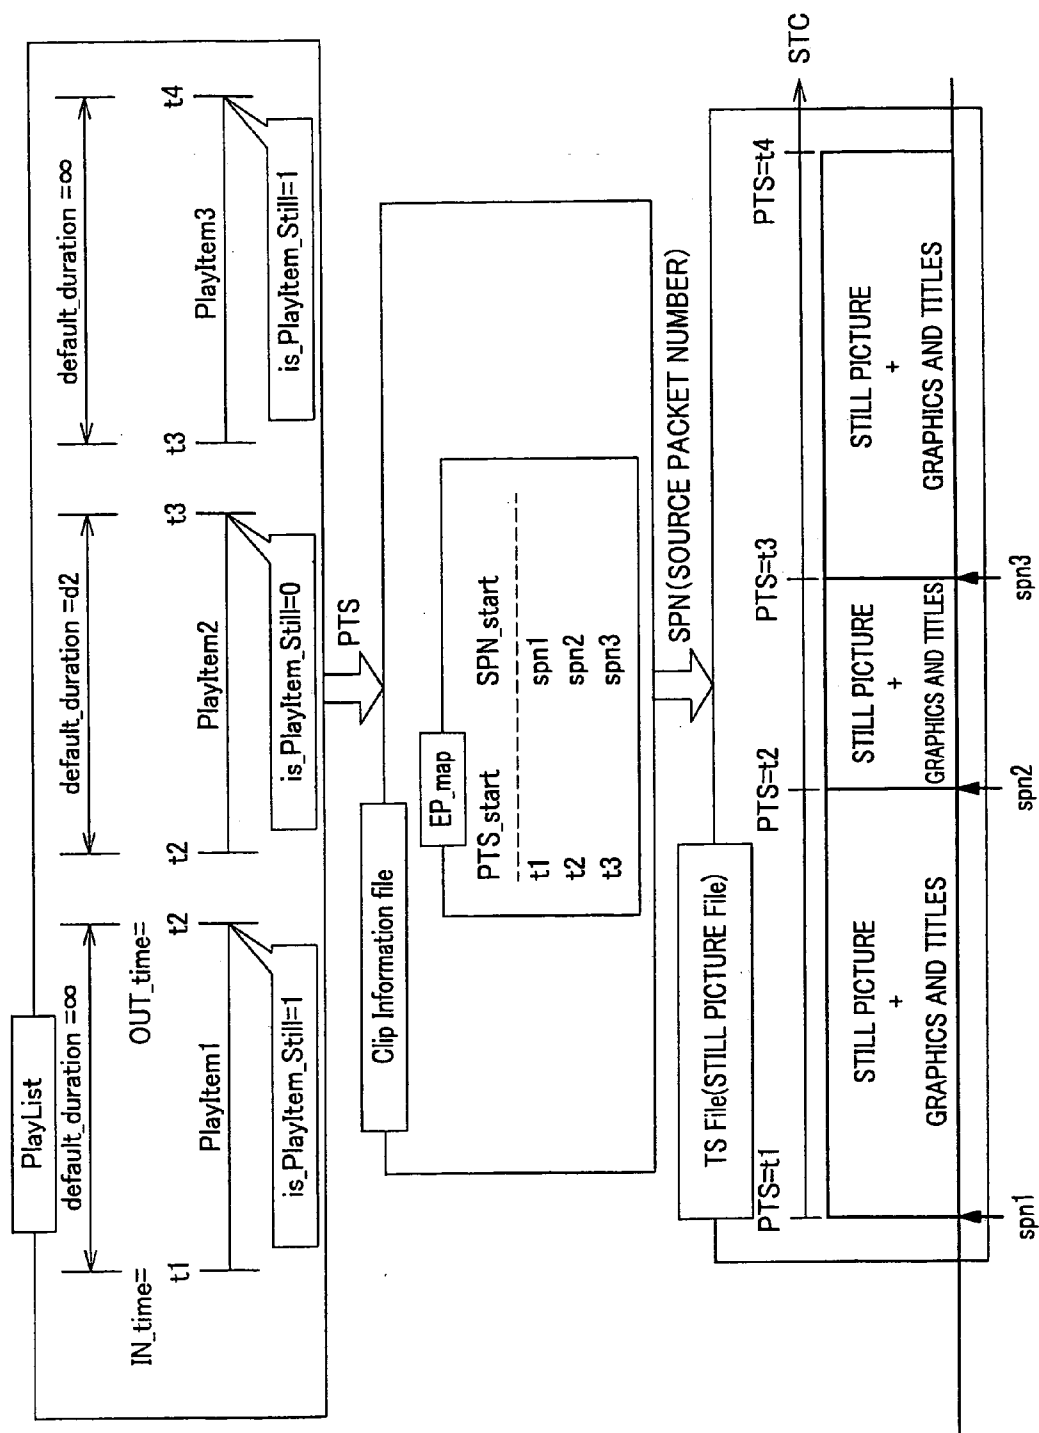 PlayList
default_duration =∞
default_duration =d2
default_duration =∞
IN_time=
OUT_time=
t1
t2
t2
t3
t3
t4
PlayItem1
PlayItem2
PlayItem3
is_PlayItem_Still=1
is_PlayItem_Still=0
is_PlayItem_Still=1
PTS
Clip Information file
EP_map
PTS_start SPN_start
t1 spn1
t2 spn2
t3 spn3
SPN(SOURCE PACKET NUMBER)
TS File(STILL PICTURE File)
PTS=t1
PTS=t2
PTS=t3
PTS=t4
STC
STILL PICTURE
+
GRAPHICS AND TITLES
STILL PICTURE
+
GRAPHICS AND TITLES
STILL PICTURE
+
GRAPHICS AND TITLES
spn1
spn2
spn3